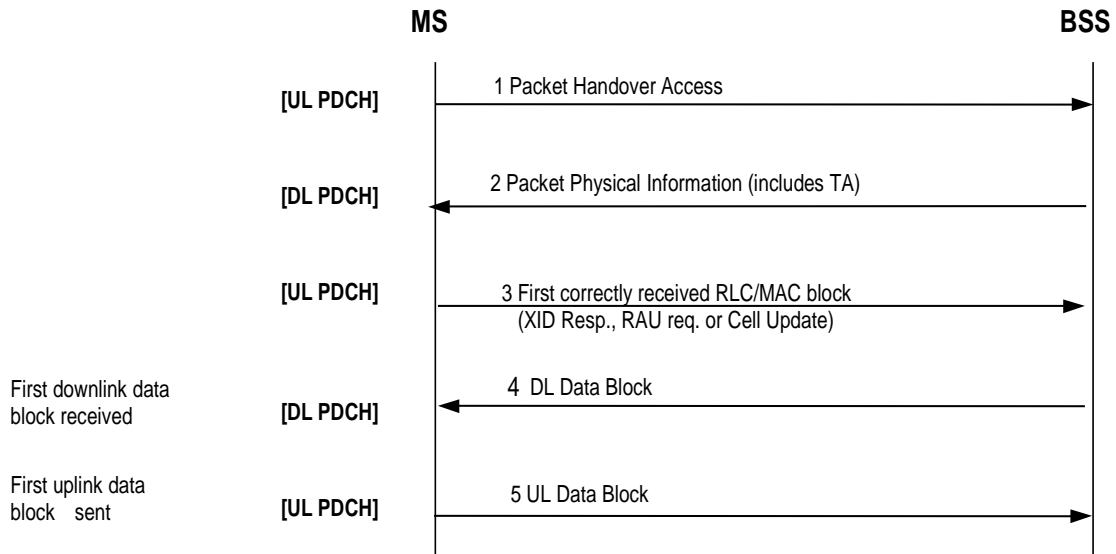 MS BSS
[UL PDCH] 1 Packet Handover Access
[DL PDCH] 2 Packet Physical Information (includes TA)
[UL PDCH] 3 First correctly received RLC/MAC block
(XID Resp., RAU req. or Cell Update)
First downlink data
block received
[DL PDCH] 4 DL Data Block
First uplink data
block sent
[UL PDCH] 5 UL Data Block